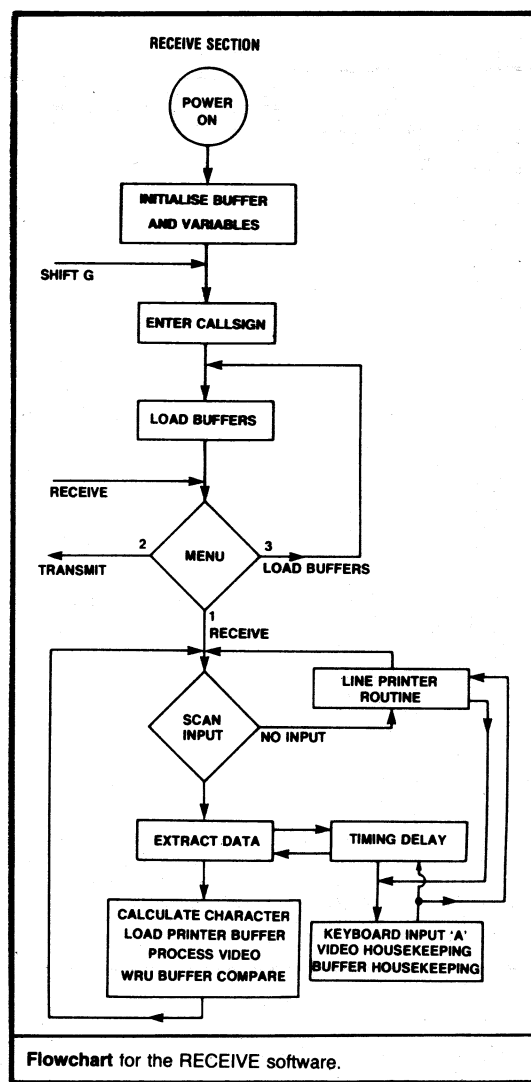 RECEIVE SECTION
POWER
ON
INITIALISE BUFFER
AND VARIABLES
SHIFT G
ENTER CALLSIGN
LOAD BUFFERS
RECEIVE
2
MENU
3
TRANSMIT
LOAD BUFFERS
1
RECEIVE
LINE PRINTER
ROUTINE
SCAN
INPUT
NO INPUT
EXTRACT DATA
TIMING DELAY
CALCULATE CHARACTER
LOAD PRINTER BUFFER
PROCESS VIDEO
WRU BUFFER COMPARE
KEYBOARD INPUT 'A'
VIDEO HOUSEKEEPING
BUFFER HOUSEKEEPING
Flowchart for the RECEIVE software.